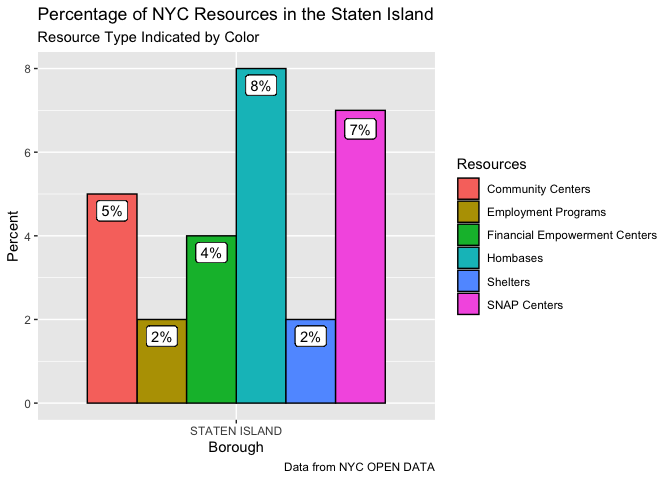 Percentage of NYC Resources in the Staten Island
Resource Type Indicated by Color
8
6
4
2
0
Percent
5%
2%
4%
8%
2%
7%
STATEN ISLAND
Borough
Resources
Community Centers
Employment Programs
Financial Empowerment Centers
Hombases
Shelters
SNAP Centers
Data from NYC OPEN DATA